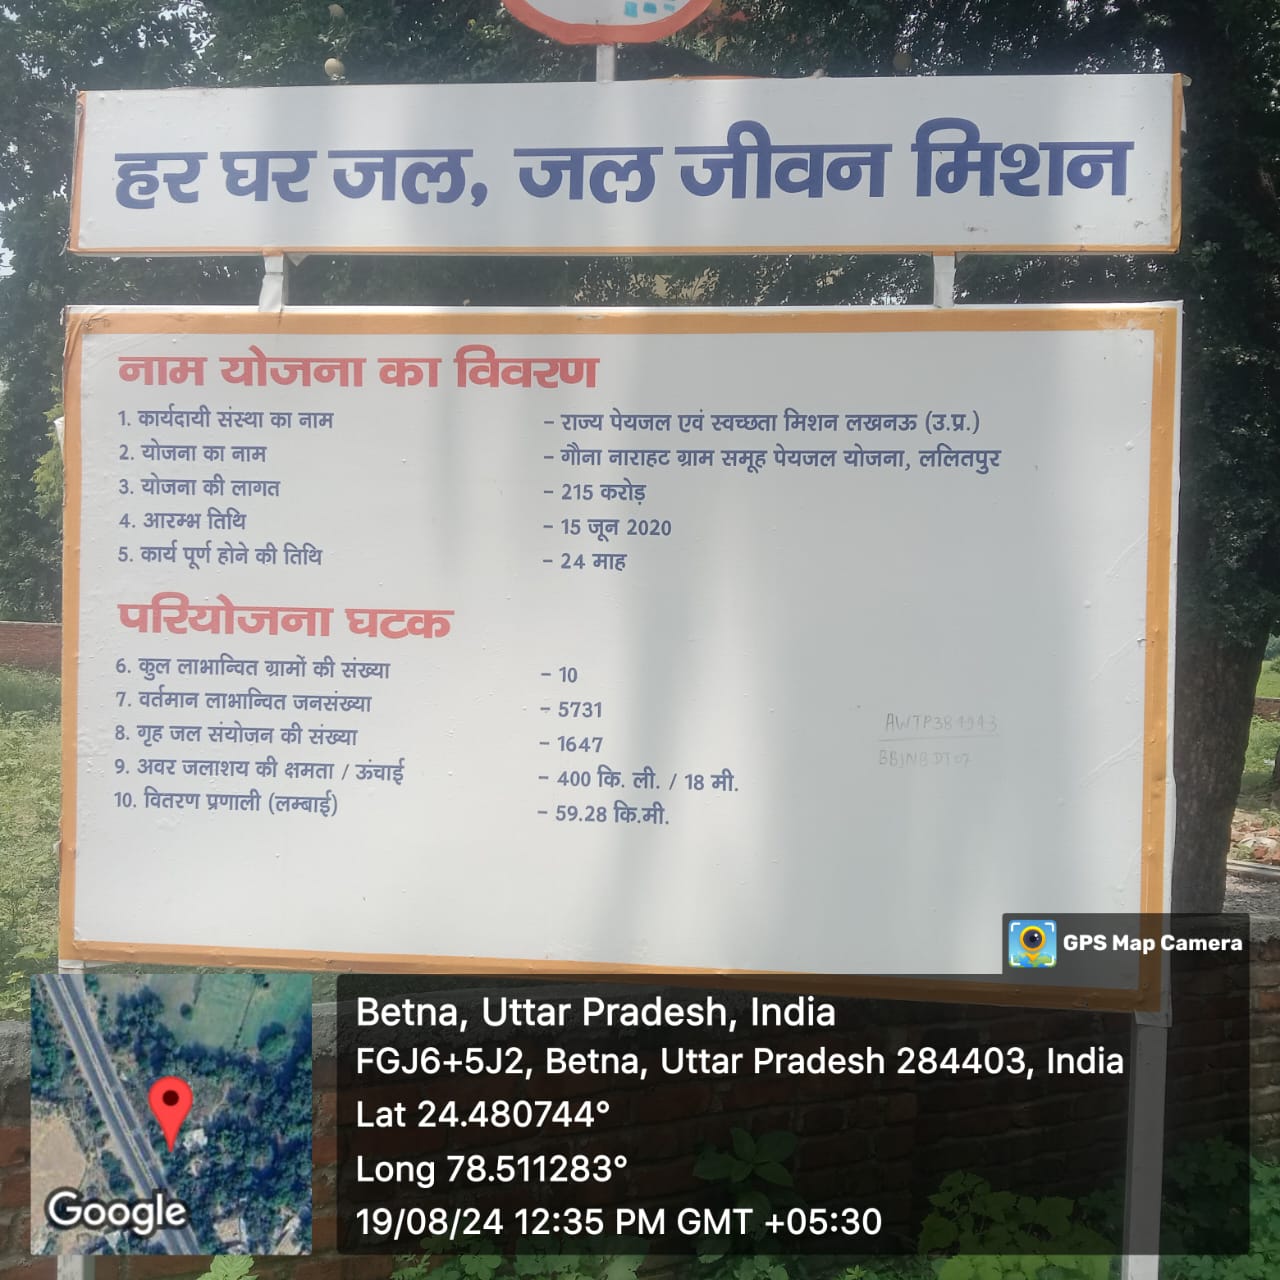 हर घर जल, जल जीवन मिशन
नाम योजना का विवरण
1. कार्यदायी संस्था का नाम – राज्य पेयजल एवं स्वच्छता मिशन लखनऊ (उ.प्र.)
2. योजना का नाम – गौना नाराहट ग्राम समूह पेयजल योजना, ललितपुर
3. योजना की लागत – 215 करोड़
4. आरम्भ तिथि – 15 जून 2020
5. कार्य पूर्ण होने की तिथि – 24 माह
परियोजना घटक
6. कुल लाभान्वित ग्रामों की संख्या – 10
7. वर्तमान लाभान्वित जनसंख्या – 5731
8. गृह जल संयोजन की संख्या – 1647
9. अवर जलाशय की क्षमता / ऊंचाई – 400 कि. ली. / 18 मी.
10. वितरण प्रणाली (लम्बाई) – 59.28 कि.मी.
GPS Map Camera
Betna, Uttar Pradesh, India
FGJ6+5J2, Betna, Uttar Pradesh 284403, India
Lat 24.480744°
Long 78.511283°
19/08/24 12:35 PM GMT +05:30
Google